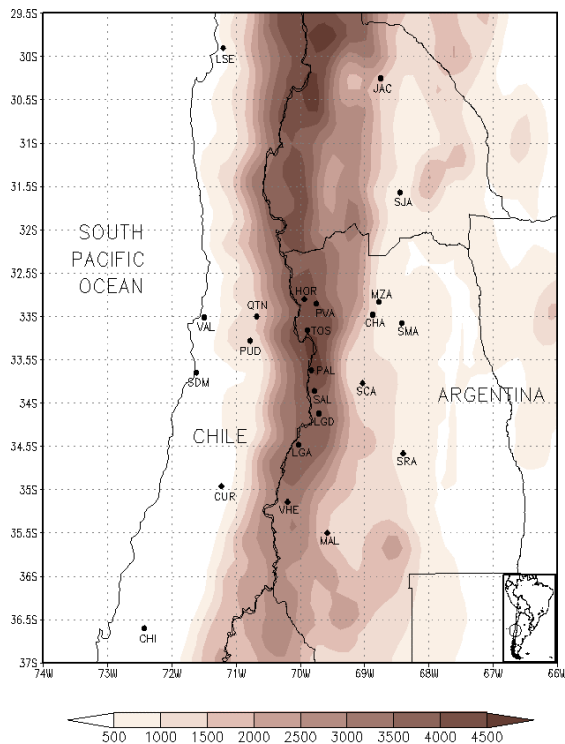 29.5S
30S
LSE
JAC
30.5S
31S
31.5S
SJA
32S
SOUTH
PACIFIC
OCEAN
32.5S
HOR
MZA
QTN
PVA
33S
VAL
CHA
TOS
SMA
PUD
33.5S
SDM
PAL
SCA
SAL
ARGENTINA
34S
LGD
CHILE
34.5S
LGA
SRA
35S
CUR
VHE
35.5S
MAL
36S
36.5S
CHI
37S
74W 73W 72W 71W 70W 69W 68W 67W 66W
500 1000 1500 2000 2500 3000 3500 4000 4500